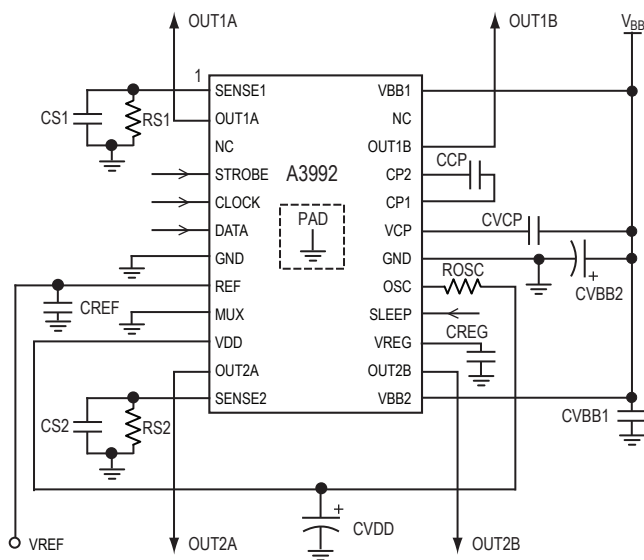 OUT1A
OUT1B
VBB
1
SENSE1
VBB1
CS1
RS1
OUT1A
NC
NC
OUT1B
CCP
STROBE
A3992
CP2
CLOCK
CP1
DATA
PAD
VCP
CVCP
GND
GND
ROSC
REF
OSC
CVBB2
+
CREF
MUX
SLEEP
CREG
VDD
VREG
OUT2A
OUT2B
SENSE2
VBB2
CS2
RS2
CVBB1
+
VREF
OUT2A
CVDD
OUT2B